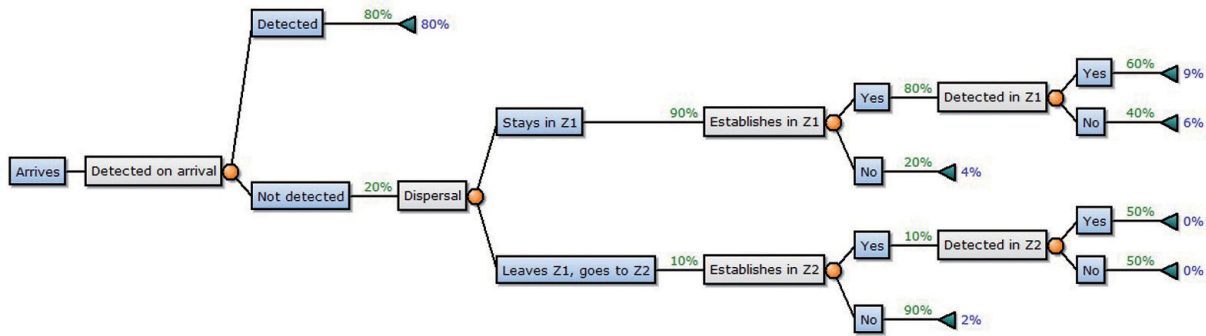 Detected 80% 80%
Yes 60% 9%
Stays in Z1 90% Establishes in Z1 Yes 80% Detected in Z1
No 40% 6%
Arrives Detected on arrival
No 20% 4%
Not detected 20% Dispersal
Yes 50% 0%
Leaves Z1, goes to Z2 10% Establishes in Z2 Yes 10% Detected in Z2
No 50% 0%
No 90% 2%